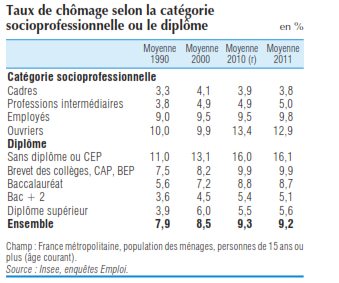 Taux de chômage selon la catégorie
socioprofessionnelle ou le diplôme en %
Moyenne Moyenne Moyenne Moyenne
1990 2000 2010 (r) 2011
Catégorie socioprofessionnelle
Cadres 3,3 4,1 3,9 3,8
Professions intermédiaires 3,8 4,9 4,9 5,0
Employés 9,0 9,5 9,5 9,8
Ouvriers 10,0 9,9 13,4 12,9
Diplôme
Sans diplôme ou CEP 11,0 13,1 16,0 16,1
Brevet des collèges, CAP, BEP 7,5 8,2 9,9 9,9
Baccalauréat 5,6 7,2 8,8 8,7
Bac + 2 3,6 4,5 5,4 5,1
Diplôme supérieur 3,9 6,0 5,5 5,6
Ensemble 7,9 8,5 9,3 9,2
Champ : France métropolitaine, population des ménages, personnes de 15 ans ou
plus (âge courant).
Source : Insee, enquêtes Emploi.